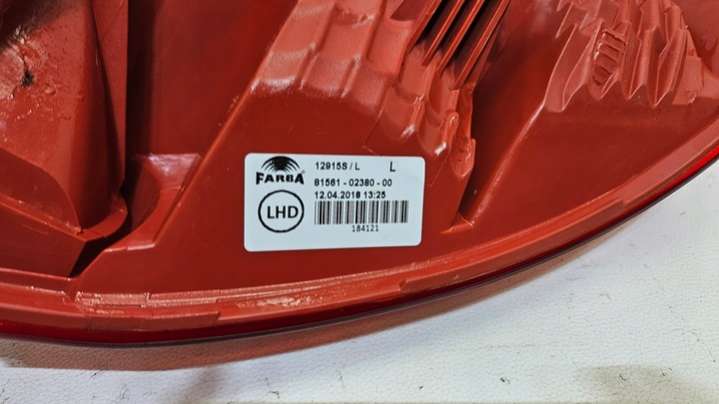 FARBA
12915S / L L
81561 - 02380 - 00
12.04.2018 13:25
LHD
184121